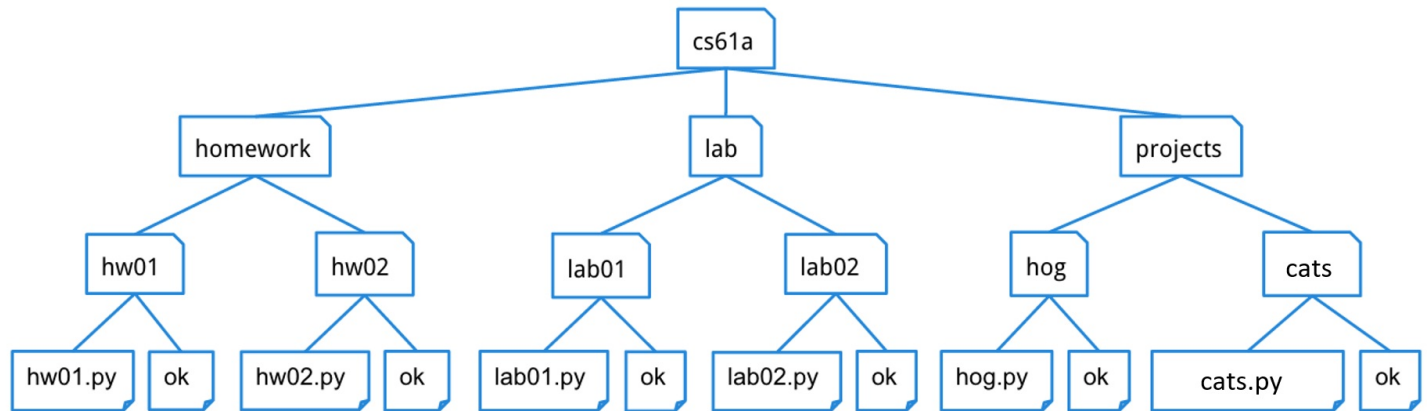 cs61a
homework
lab
projects
hw01
hw02
lab01
lab02
hog
cats
hw01.py
ok
hw02.py
ok
lab01.py
ok
lab02.py
ok
hog.py
ok
cats.py
ok